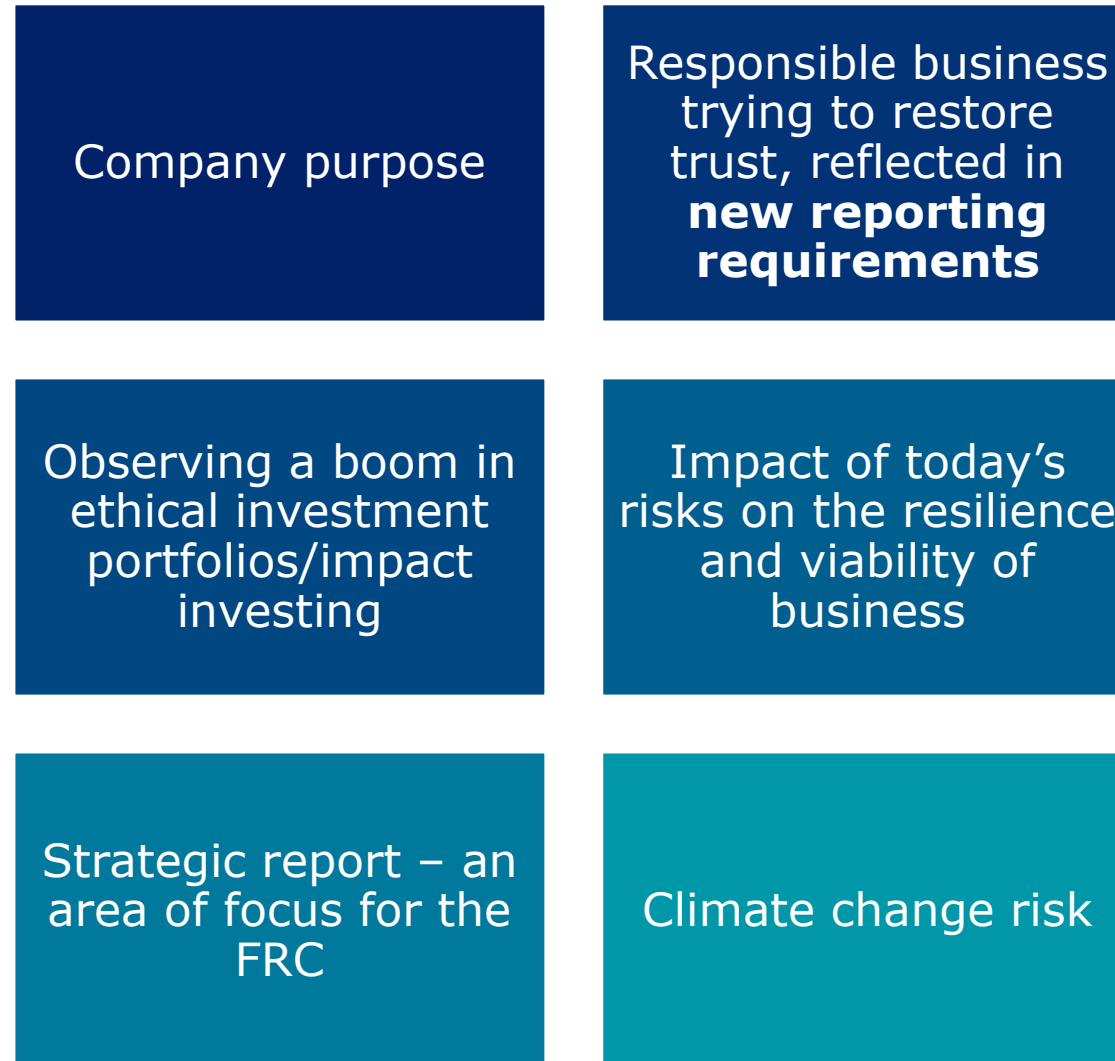 Company purpose
Responsible business
trying to restore
trust, reflected in
new reporting
requirements
Observing a boom in
ethical investment
portfolios/impact
investing
Impact of today’s
risks on the resilience
and viability of
business
Strategic report – an
area of focus for the
FRC
Climate change risk